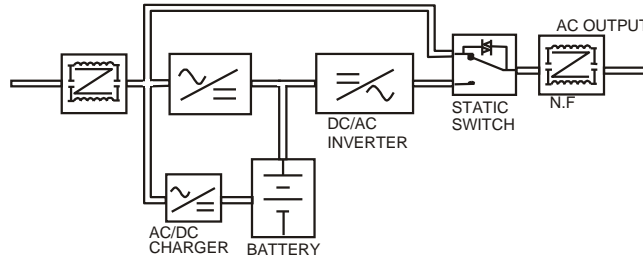 AC OUTPUT
N.F
STATIC
SWITCH
DC/AC
INVERTER
AC/DC
CHARGER
BATTERY